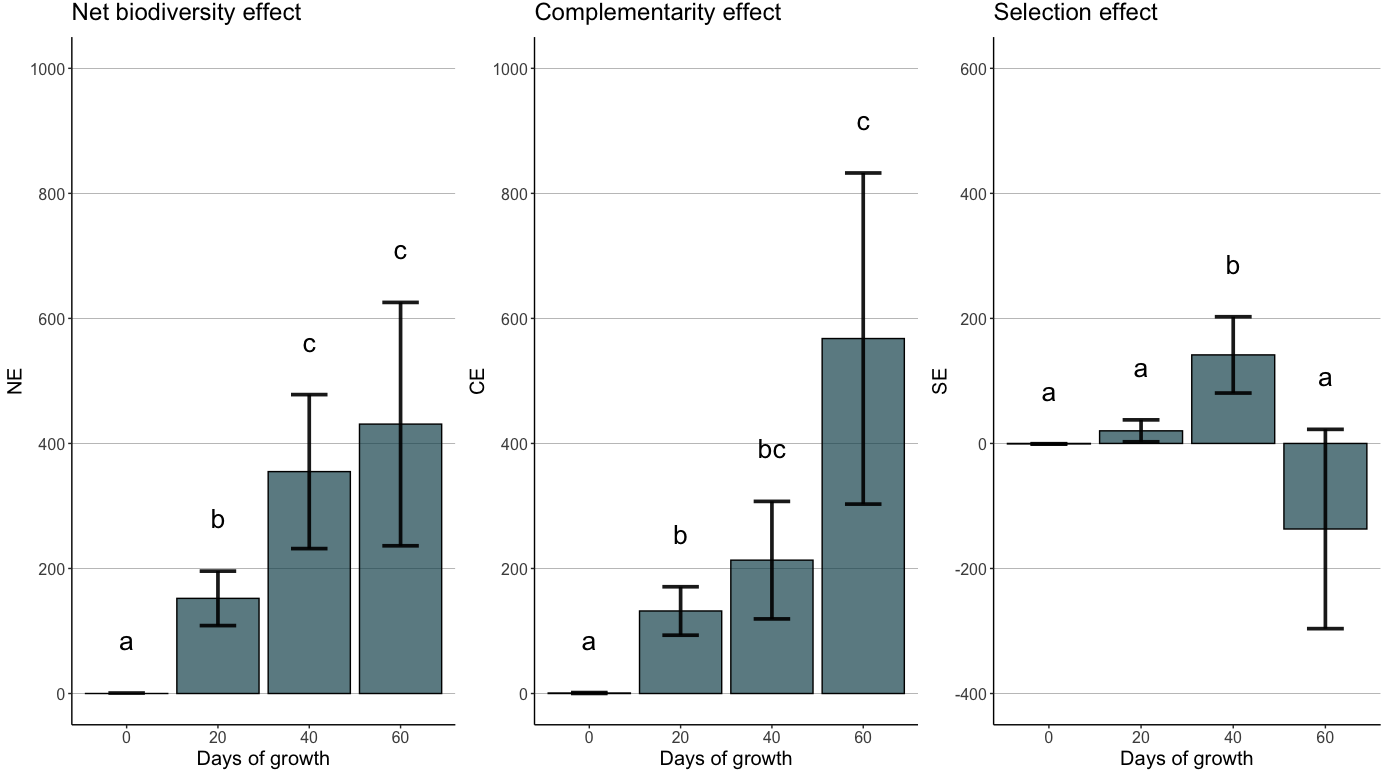 Net biodiversity effect
1000
800
600
400
200
0
NE
a
b
c
c
0 20 40 60
Days of growth
Complementarity effect
1000
800
600
400
200
0
CE
a
b
bc
c
0 20 40 60
Days of growth
Selection effect
600
400
200
0
-200
-400
SE
a
a
b
a
0 20 40 60
Days of growth